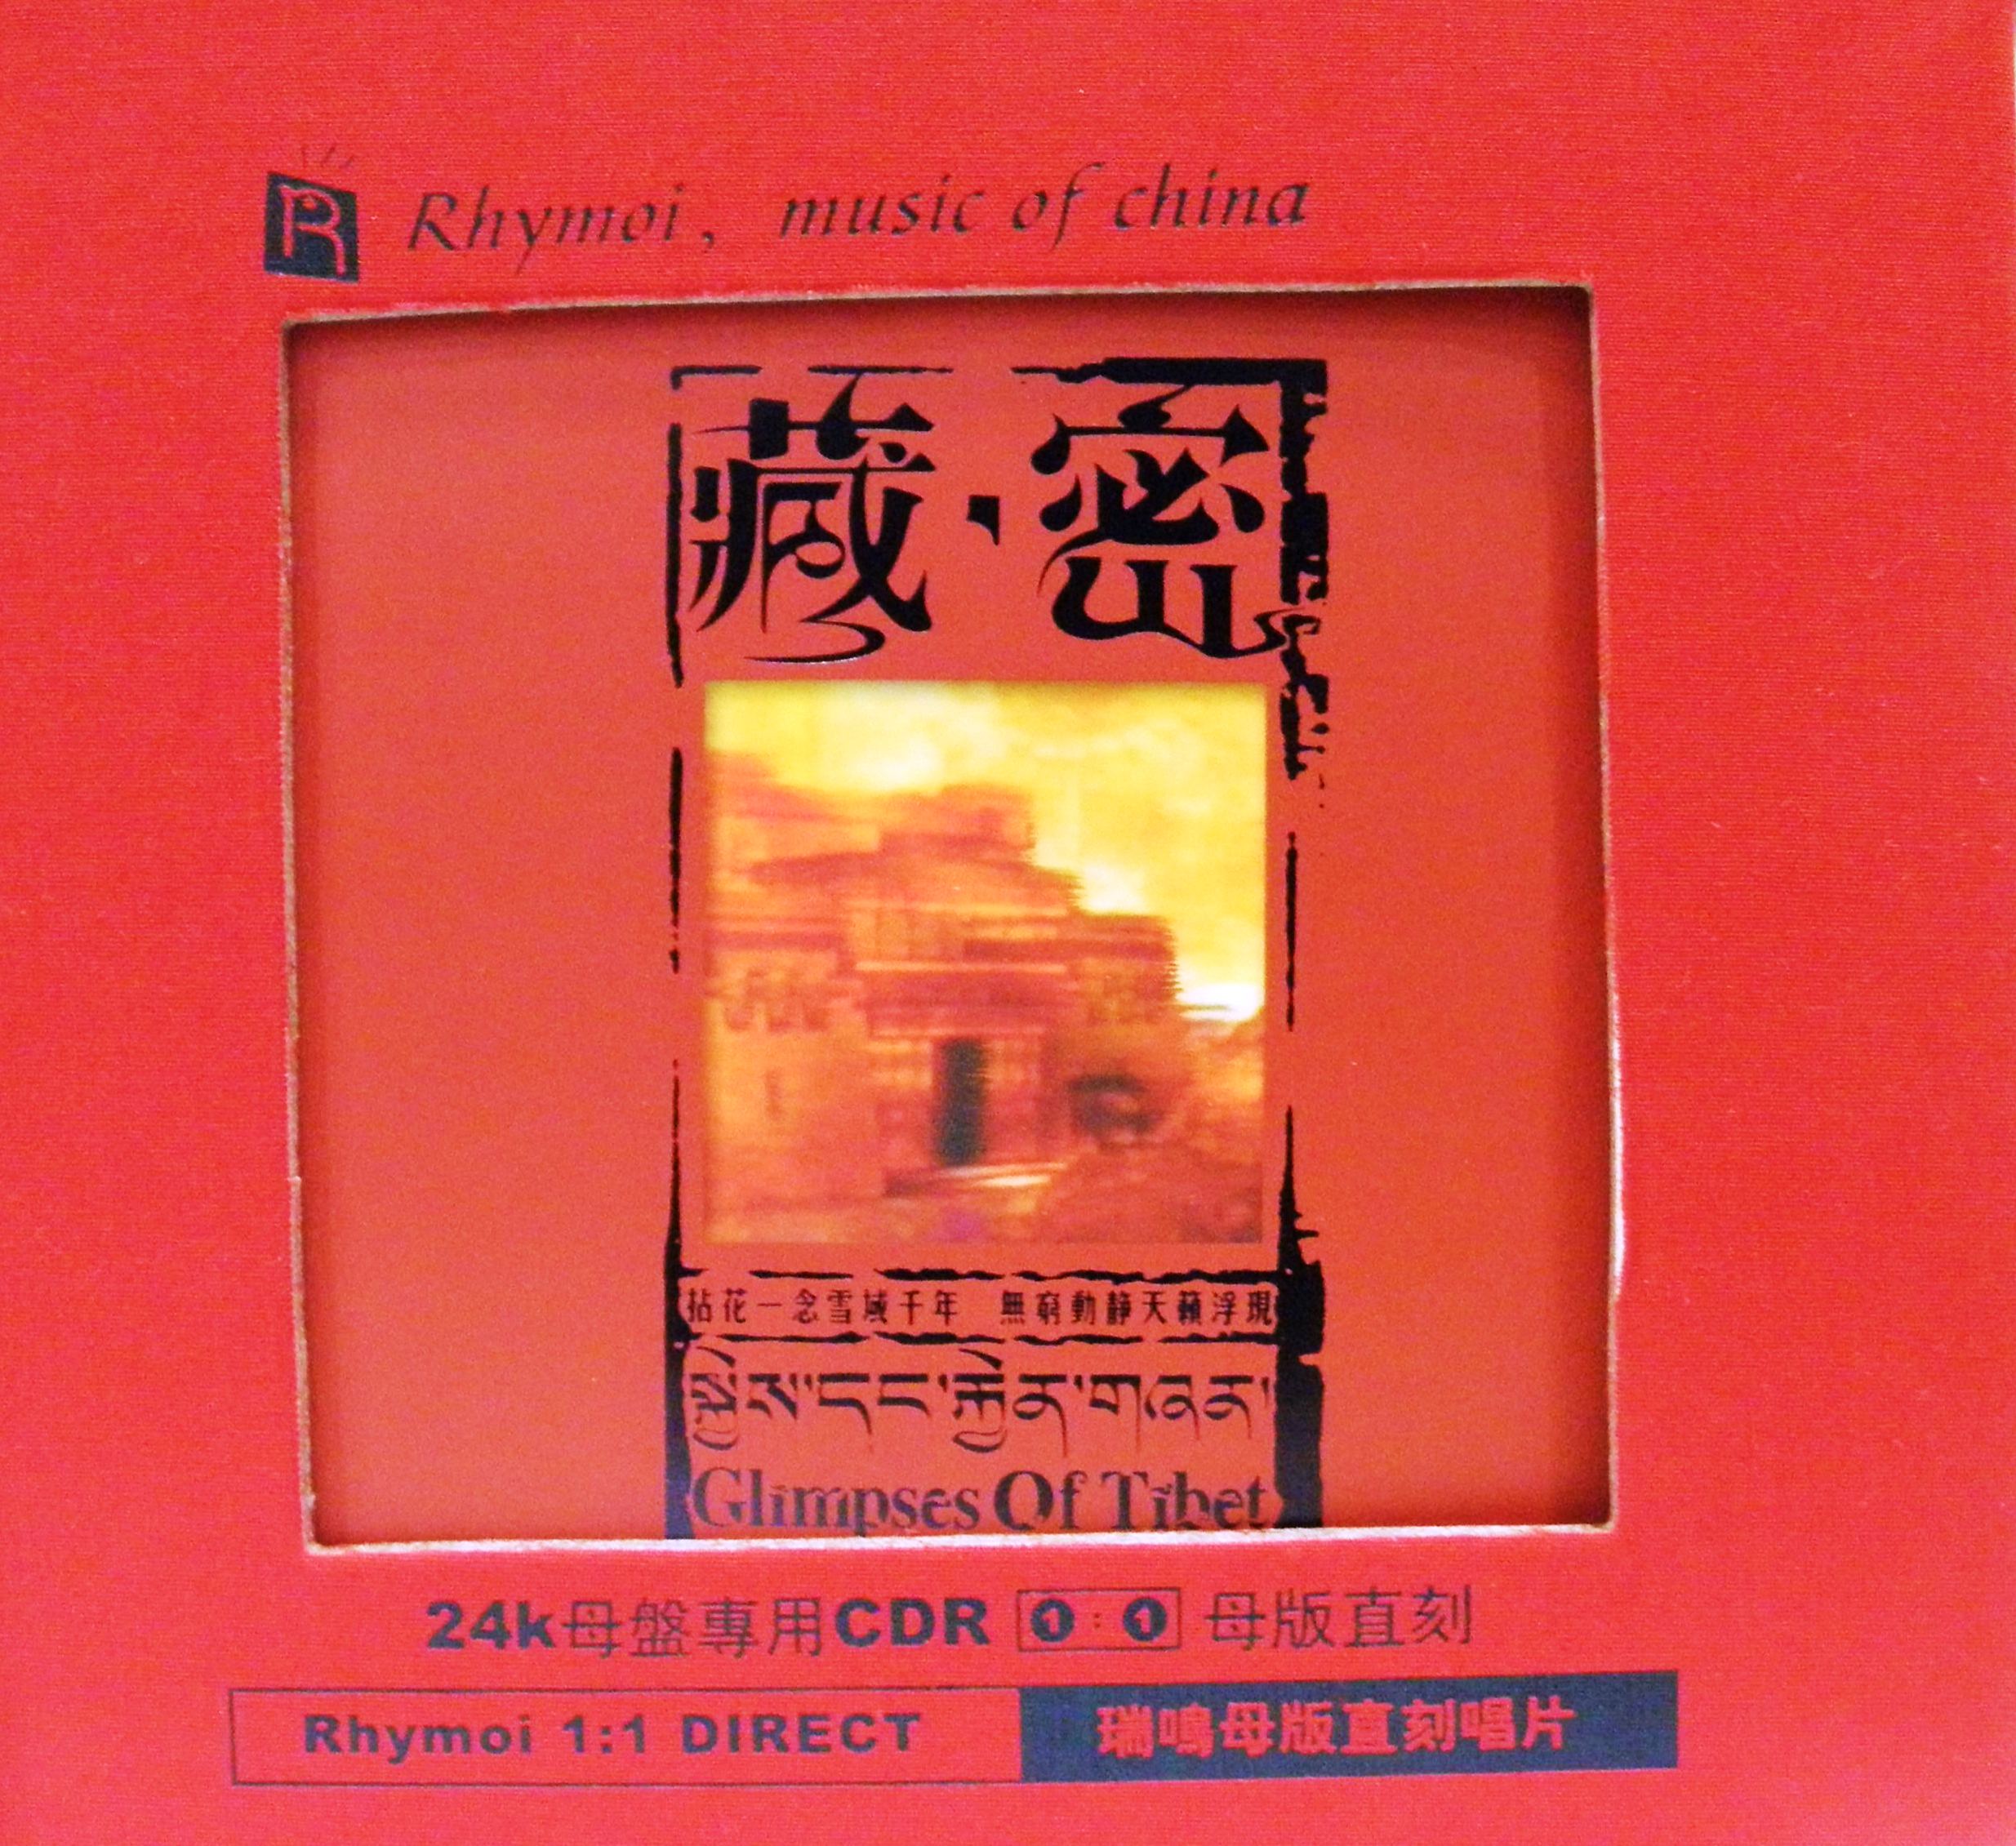 R Rhymoi, music of china
藏·密
拈花一念雪域千年 無窮動靜天籟浮現
སྐྱེས་དང་རྐྱེན་གཞན་
Glimpses Of Tibet
24k母盤專用CDR 1:1 母版直刻
Rhymoi 1:1 DIRECT 瑞鳴母版直刻唱片